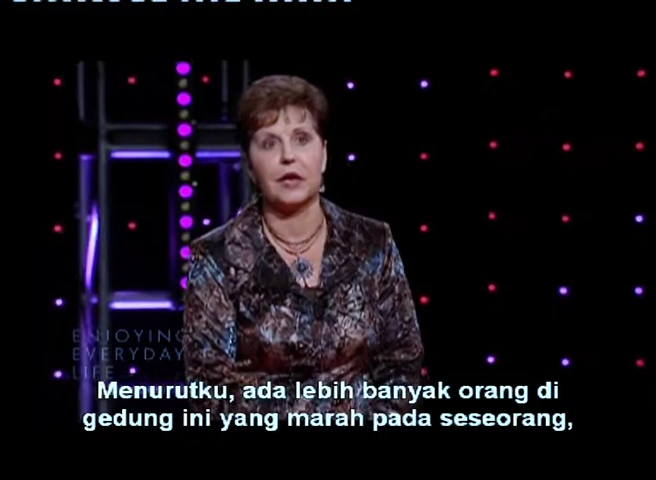 ENJOYING
EVERYDAY
LIFE
Menurutku, ada lebih banyak orang di
gedung ini yang marah pada seseorang,